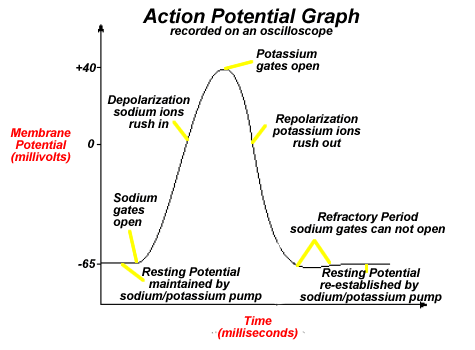 Action Potential Graph
recorded on an oscilloscope
Potassium
gates open
+40
Depolarization
sodium ions
rush in
Repolarization
potassium ions
rush out
Membrane
Potential
(millivolts)
0
Sodium
gates
open
Refractory Period
sodium gates can not open
-65
Resting Potential
maintained by
sodium/potassium pump
Resting Potential
re-established by
sodium/potassium pump
Time
(milliseconds)